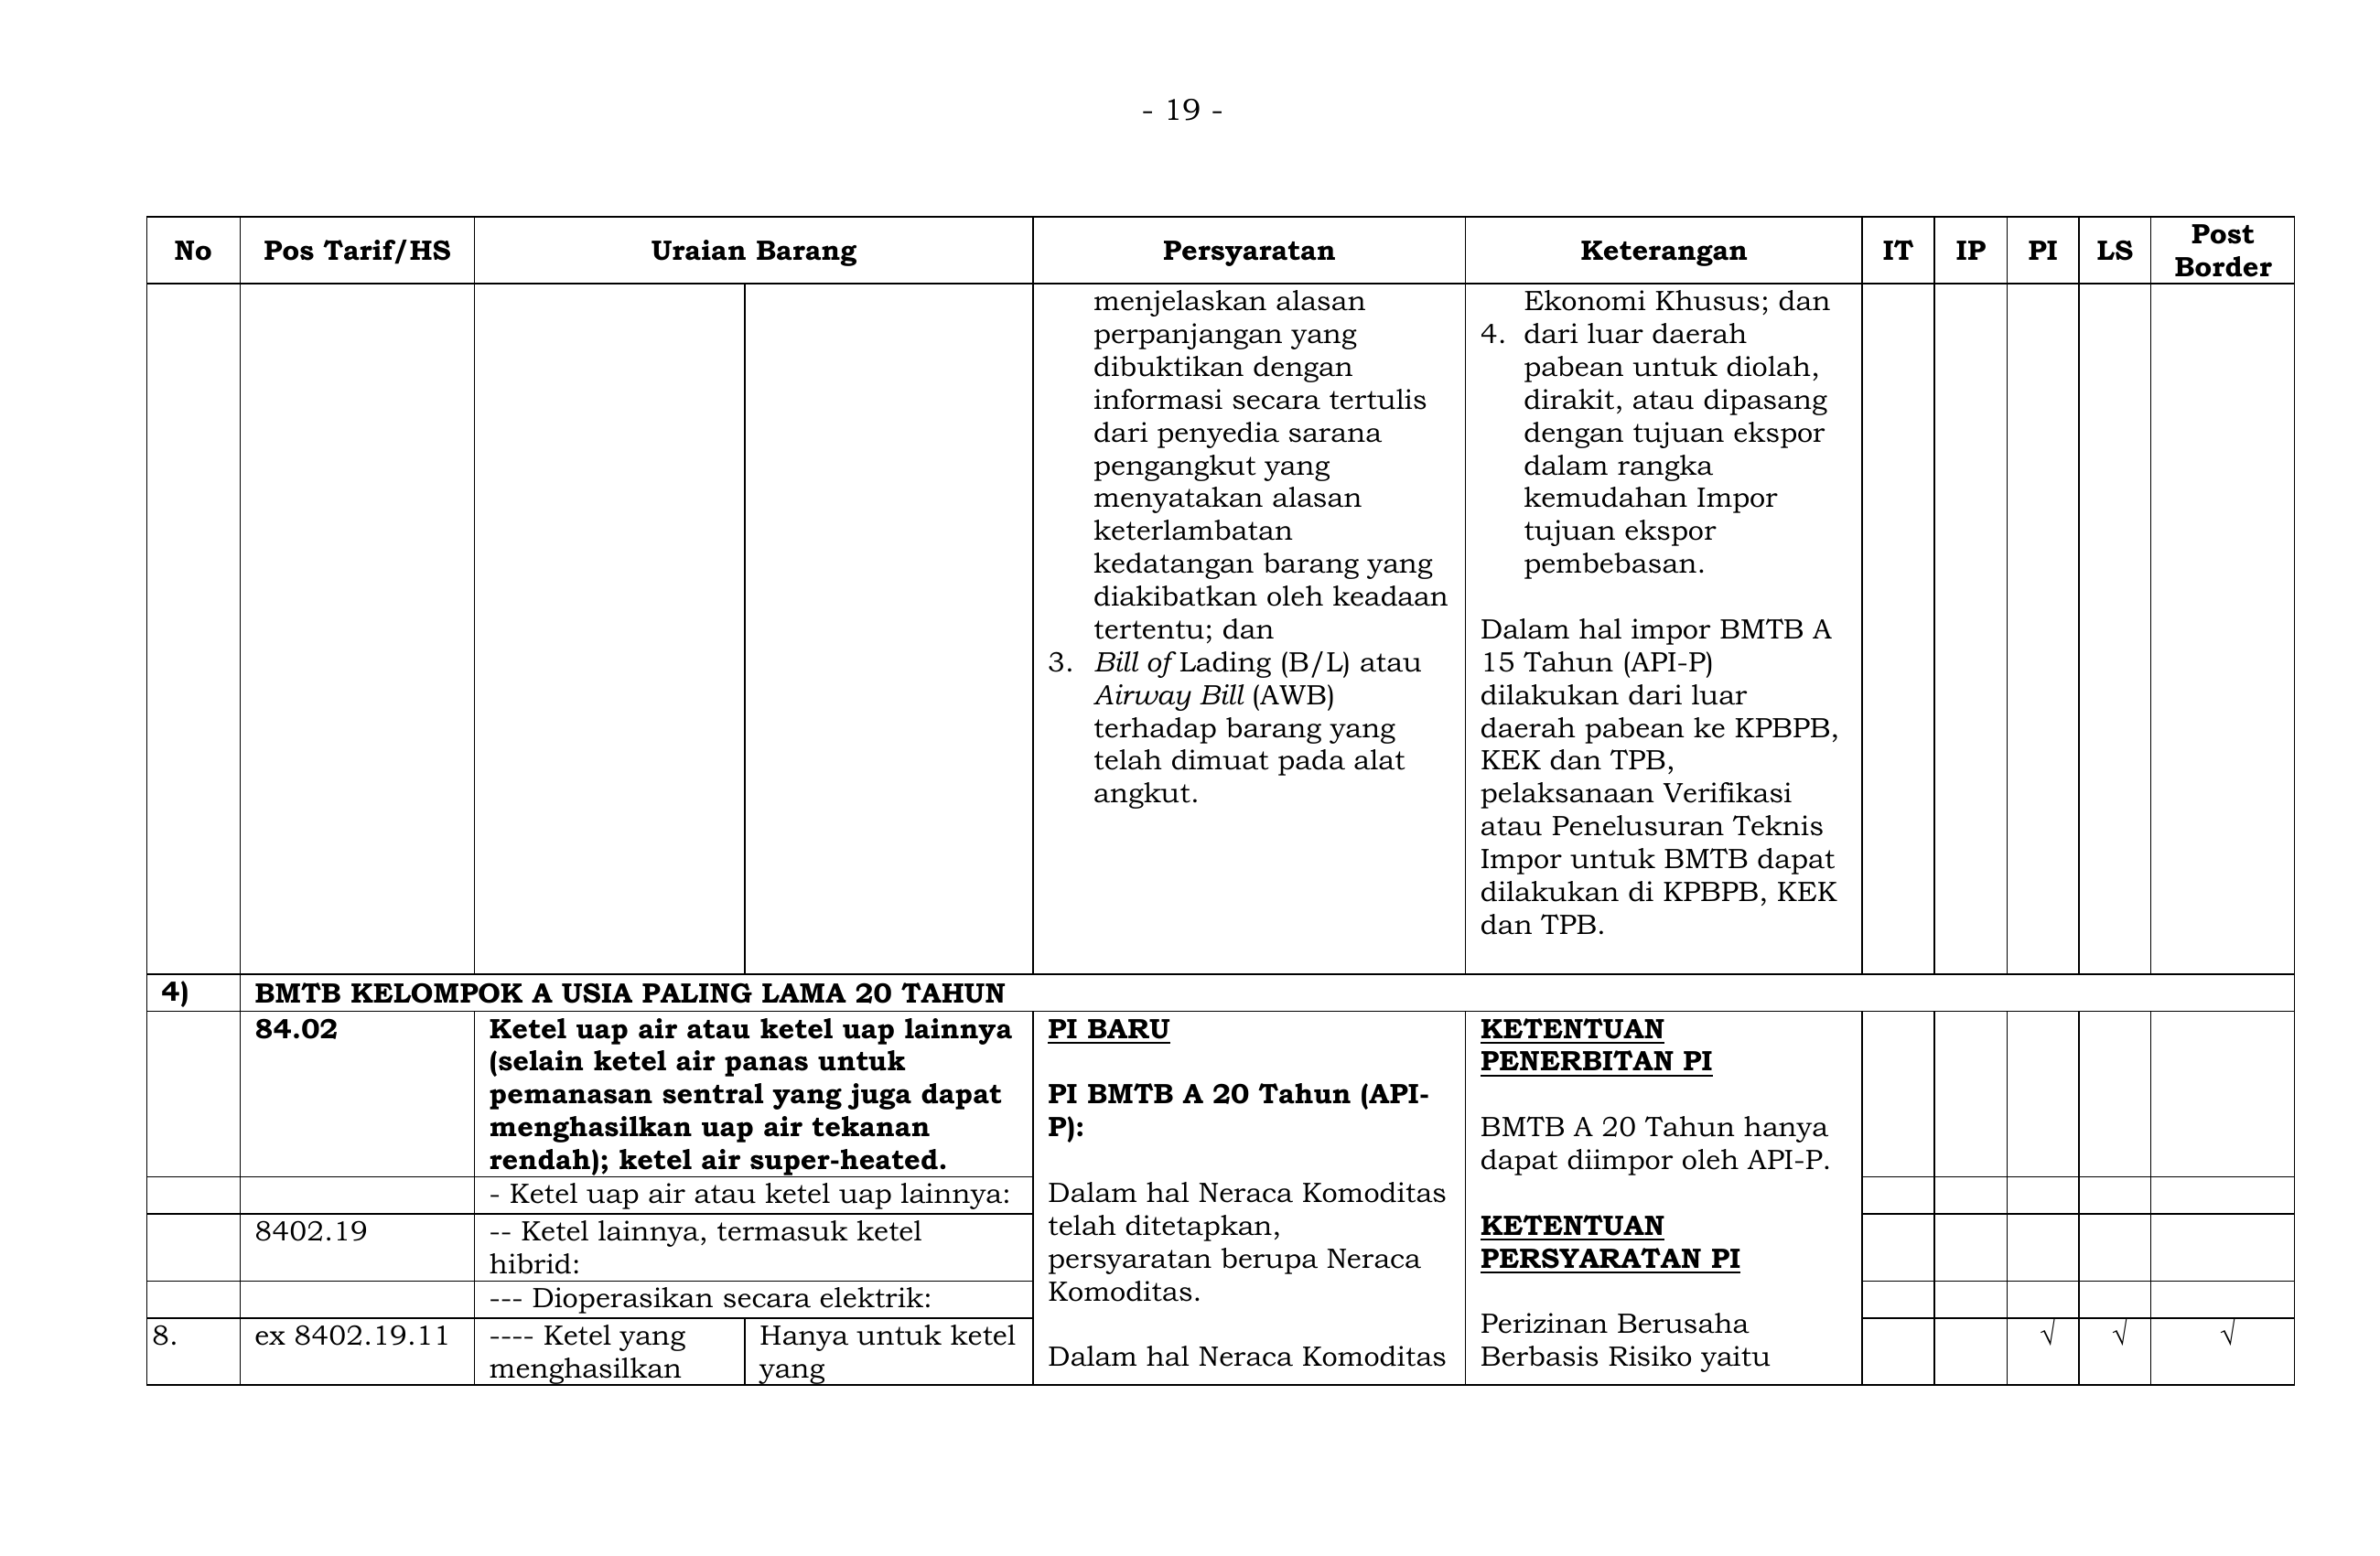 - 19 -
No Pos Tarif/HS Uraian Barang Persyaratan Keterangan IT IP PI LS Post Border
menjelaskan alasan
perpanjangan yang
dibuktikan dengan
informasi secara tertulis
dari penyedia sarana
pengangkut yang
menyatakan alasan
keterlambatan
kedatangan barang yang
diakibatkan oleh keadaan
tertentu; dan
3. Bill of Lading (B/L) atau
Airway Bill (AWB)
terhadap barang yang
telah dimuat pada alat
angkut.
Ekonomi Khusus; dan
4. dari luar daerah
pabean untuk diolah,
dirakit, atau dipasang
dengan tujuan ekspor
dalam rangka
kemudahan Impor
tujuan ekspor
pembebasan.
Dalam hal impor BMTB A
15 Tahun (API-P)
dilakukan dari luar
daerah pabean ke KPBPB,
KEK dan TPB,
pelaksanaan Verifikasi
atau Penelusuran Teknis
Impor untuk BMTB dapat
dilakukan di KPBPB, KEK
dan TPB.
4) BMTB KELOMPOK A USIA PALING LAMA 20 TAHUN
84.02
Ketel uap air atau ketel uap lainnya
(selain ketel air panas untuk
pemanasan sentral yang juga dapat
menghasilkan uap air tekanan
rendah); ketel air super-heated.
- Ketel uap air atau ketel uap lainnya:
8402.19
-- Ketel lainnya, termasuk ketel
hibrid:
--- Dioperasikan secara elektrik:
8. ex 8402.19.11
---- Ketel yang
menghasilkan
Hanya untuk ketel
yang
PI BARU
PI BMTB A 20 Tahun (API-
P):
Dalam hal Neraca Komoditas
telah ditetapkan,
persyaratan berupa Neraca
Komoditas.
Dalam hal Neraca Komoditas
KETENTUAN
PENERBITAN PI
BMTB A 20 Tahun hanya
dapat diimpor oleh API-P.
KETENTUAN
PERSYARATAN PI
Perizinan Berusaha
Berbasis Risiko yaitu
√ √ √